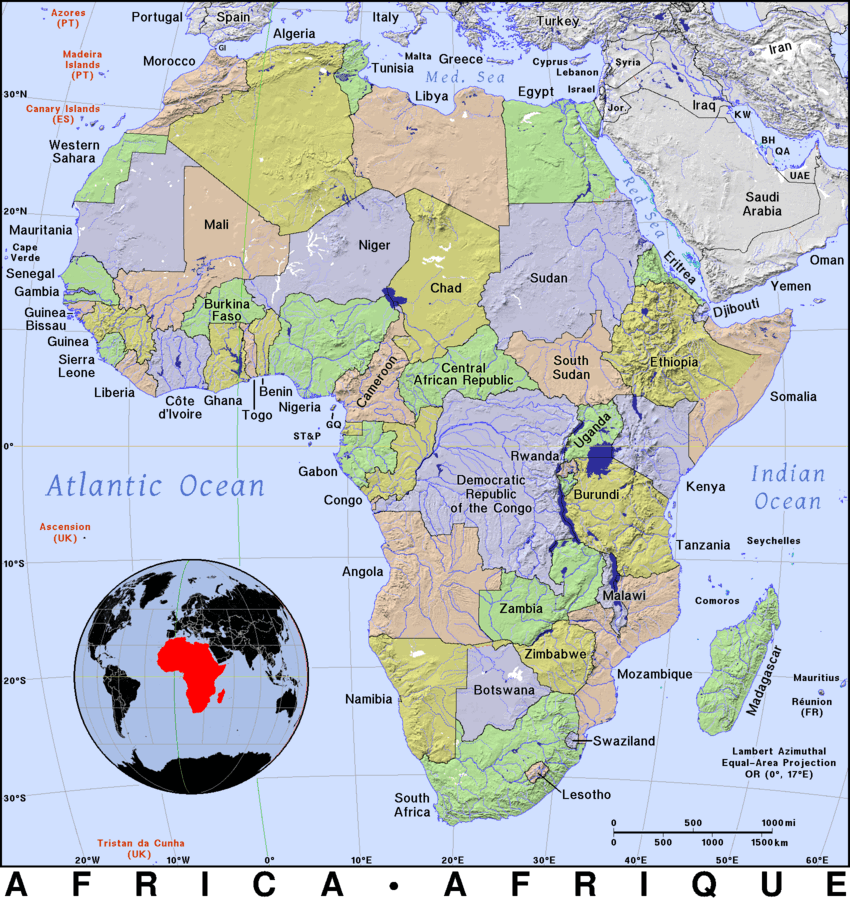 Azores
(PT)
Portugal
Spain
Italy
Turkey
Algeria
GI
Morocco
Madeira
Islands
(PT)
Malta
Greece
Tunisia
Med. Sea
Cyprus
Lebanon
Syria
Iran
Israel
30°N
Canary Islands
(ES)
Libya
Egypt
Jor.
Iraq
KW
Western
Sahara
BH
QA
UAE
Red Sea
Saudi
Arabia
20°N
Mauritania
Mali
Niger
Cape
Verde
Chad
Sudan
Eritrea
Oman
Yemen
Senegal
Gambia
Burkina
Faso
Djibouti
Guinea
Bissau
Guinea
Sierra
Leone
Liberia
Côte
d'Ivoire
Ghana
Togo
Benin
Nigeria
Cameroon
Central
African Republic
South
Sudan
Ethiopia
Somalia
GQ
ST&P
0°
Uganda
Rwanda
Gabon
Congo
Democratic
Republic
of the Congo
Burundi
Kenya
Atlantic Ocean
Indian
Ocean
Ascension
(UK)
Tanzania
Seychelles
10°S
Angola
Zambia
Malawi
Comoros
Zimbabwe
Mozambique
Madagascar
20°S
Mauritius
Réunion
(FR)
Namibia
Botswana
Swaziland
Lesotho
South
Africa
Lambert Azimuthal
Equal-Area Projection
OR (0°, 17°E)
30°S
0 500 1000 mi
0 500 1000 1500 km
Tristan da Cunha
(UK)
20°W 10°W 0° 10°E 20°E 30°E 40°E 50°E 60°E
A F R I C A • A F R I Q U E